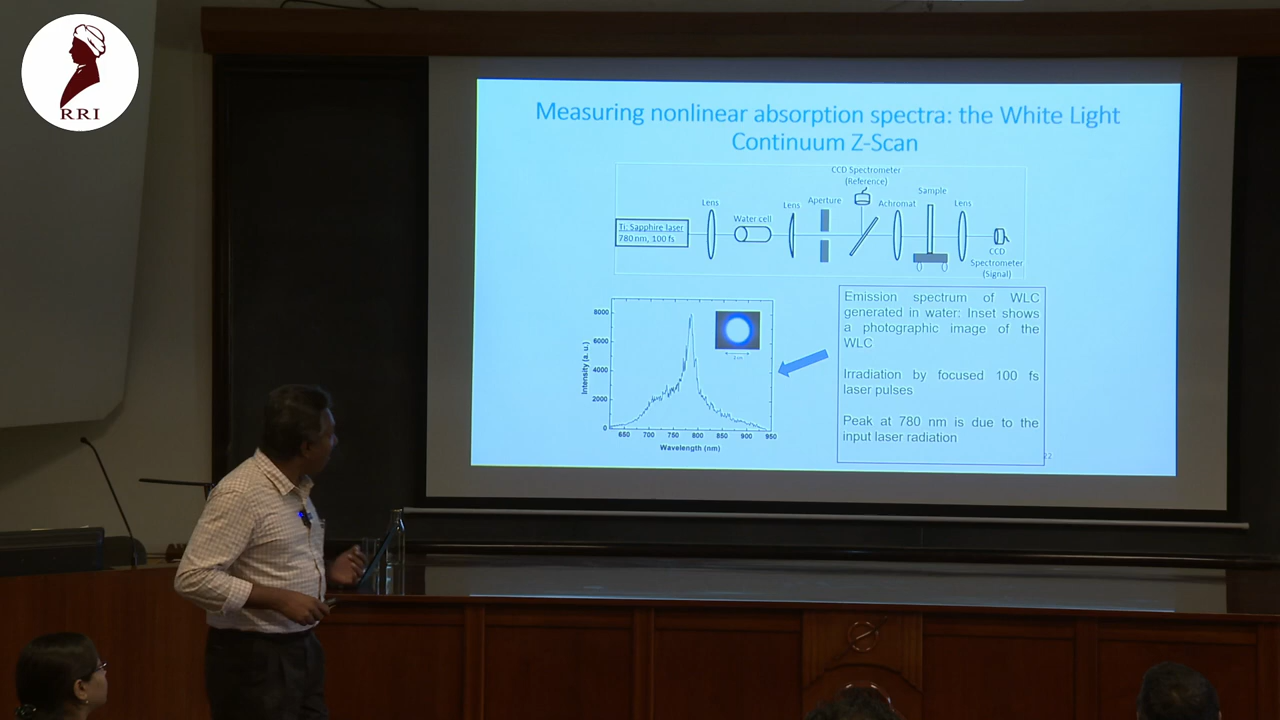 RRI
Measuring nonlinear absorption spectra: the White Light
Continuum Z-Scan
CCD Spectrometer
(Reference)
Lens
Water cell
Lens
Aperture
Achromat
Sample
Lens
Ti: Sapphire laser
780 nm, 100 fs
CCD
Spectrometer
(Signal)
8000
6000
4000
2000
0
Intensity (a. u.)
650 700 750 800 850 900 950
Wavelength (nm)
Emission spectrum of WLC
generated in water: Inset shows
a photographic image of the
WLC
Irradiation by focused 100 fs
laser pulses
Peak at 780 nm is due to the
input laser radiation
22